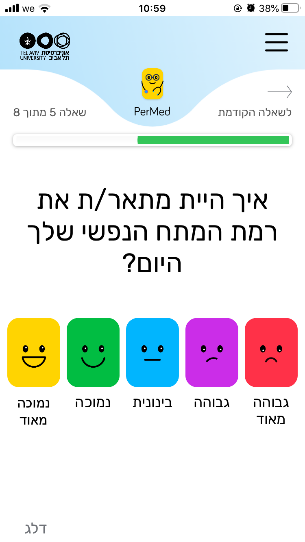 we 10:59 38%
אוניברסיטת תל אביב
TEL AVIV UNIVERSITY
PerMed
לשאלה הקודמת
שאלה 5 מתוך 8
איך היית מתאר/ת את
רמת המתח הנפשי שלך
היום?
גבוהה מאוד
גבוהה
בינונית
נמוכה
נמוכה מאוד
דלג